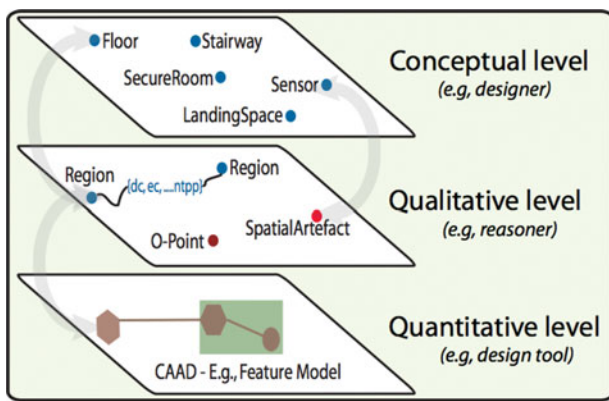 Floor
Stairway
SecureRoom
Sensor
LandingSpace
Conceptual level
(e.g, designer)
Region
{dc, ec, ....ntpp}
Region
O-Point
SpatialArtefact
Qualitative level
(e.g, reasoner)
CAAD - E.g., Feature Model
Quantitative level
(e.g, design tool)